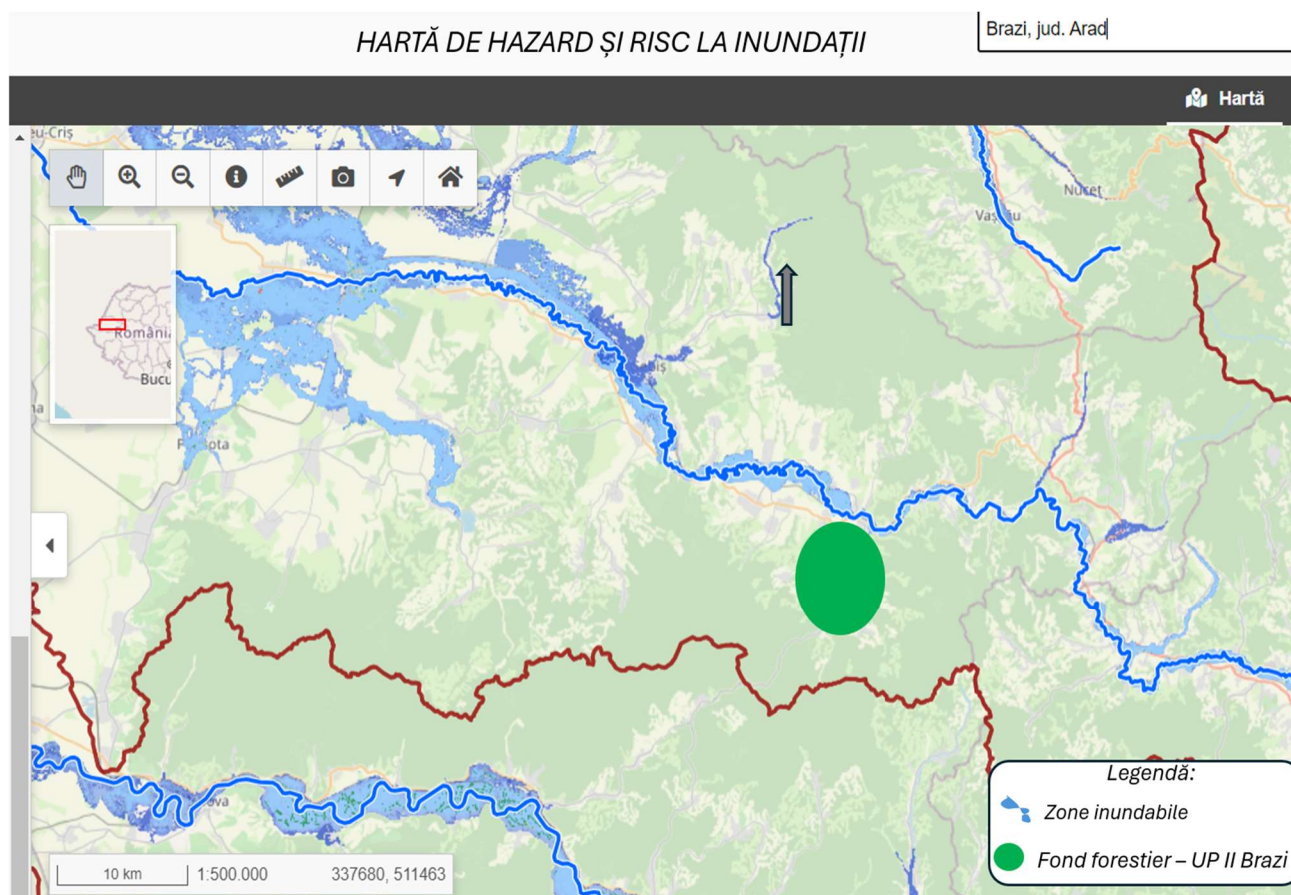 HARTĂ DE HAZARD ȘI RISC LA INUNDAȚII
Brazi, jud. Arad
Hartă
eu-Criș
Nucet
România
Bucu
10 km
1:500.000
337680, 511463
Legendă:
Zone inundabile
Fond forestier – UP II Brazi